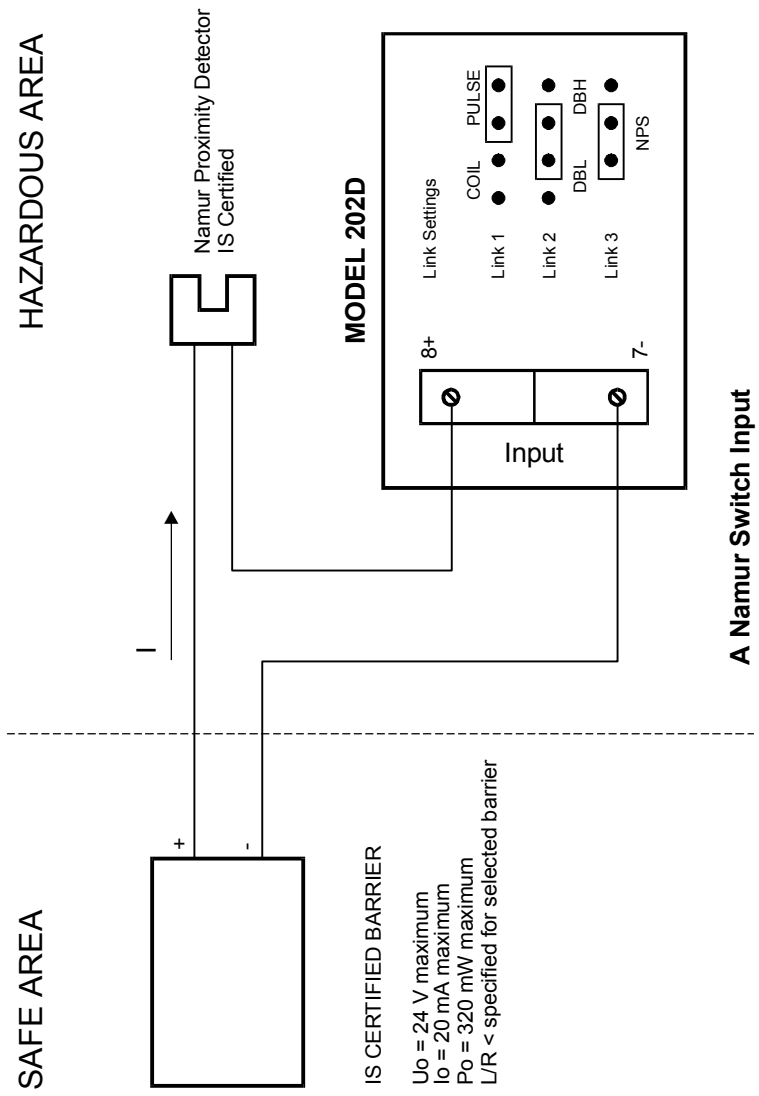 SAFE AREA
HAZARDOUS AREA
I
+
-
Namur Proximity Detector
IS Certified
IS CERTIFIED BARRIER
Uo = 24 V maximum
Io = 20 mA maximum
Po = 320 mW maximum
L/R < specified for selected barrier
MODEL 202D
8+
7-
Input
Link Settings
COIL PULSE
Link 1
Link 2
DBL DBH
Link 3
NPS
A Namur Switch Input